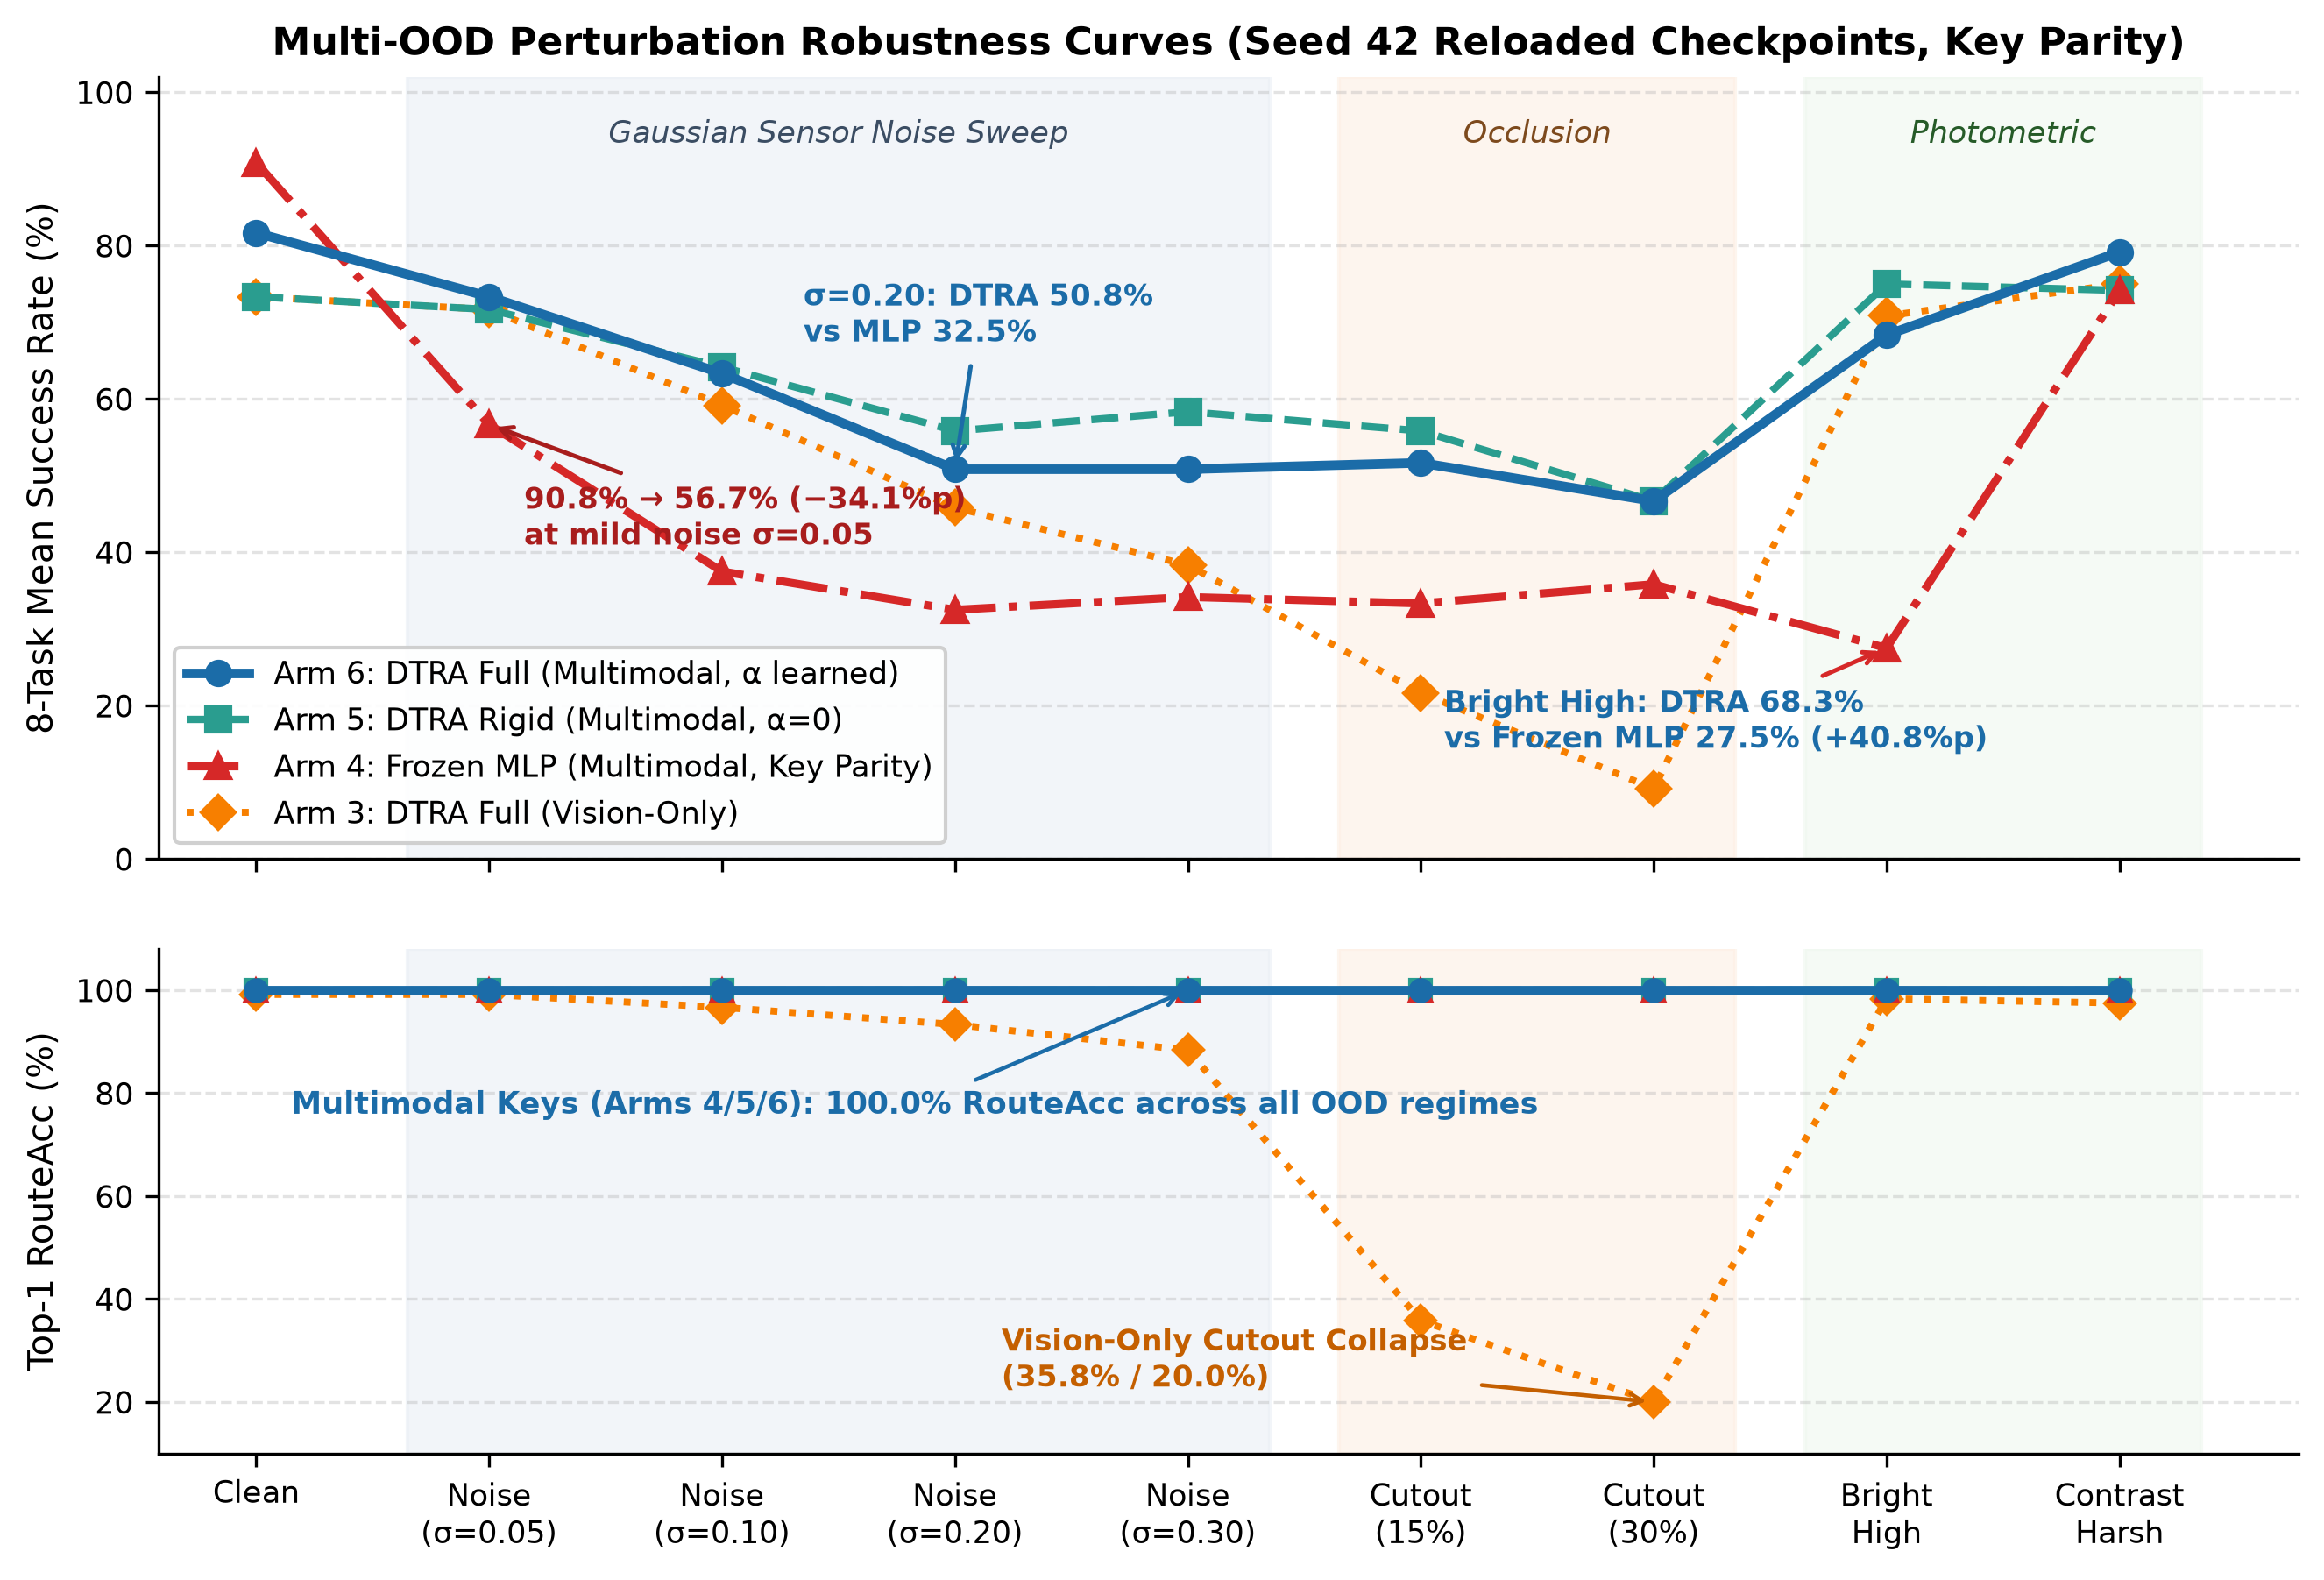 Multi-OOD Perturbation Robustness Curves (Seed 42 Reloaded Checkpoints, Key Parity)
8-Task Mean Success Rate (%)
100
80
60
40
20
0
Gaussian Sensor Noise Sweep
Occlusion
Photometric
σ=0.20: DTRA 50.8%
vs MLP 32.5%
90.8% → 56.7% (−34.1%p)
at mild noise σ=0.05
Bright High: DTRA 68.3%
vs Frozen MLP 27.5% (+40.8%p)
Arm 6: DTRA Full (Multimodal, α learned)
Arm 5: DTRA Rigid (Multimodal, α=0)
Arm 4: Frozen MLP (Multimodal, Key Parity)
Arm 3: DTRA Full (Vision-Only)
Top-1 RouteAcc (%)
100
80
60
40
20
Multimodal Keys (Arms 4/5/6): 100.0% RouteAcc across all OOD regimes
Vision-Only Cutout Collapse
(35.8% / 20.0%)
Clean
Noise
(σ=0.05)
Noise
(σ=0.10)
Noise
(σ=0.20)
Noise
(σ=0.30)
Cutout
(15%)
Cutout
(30%)
Bright
High
Contrast
Harsh